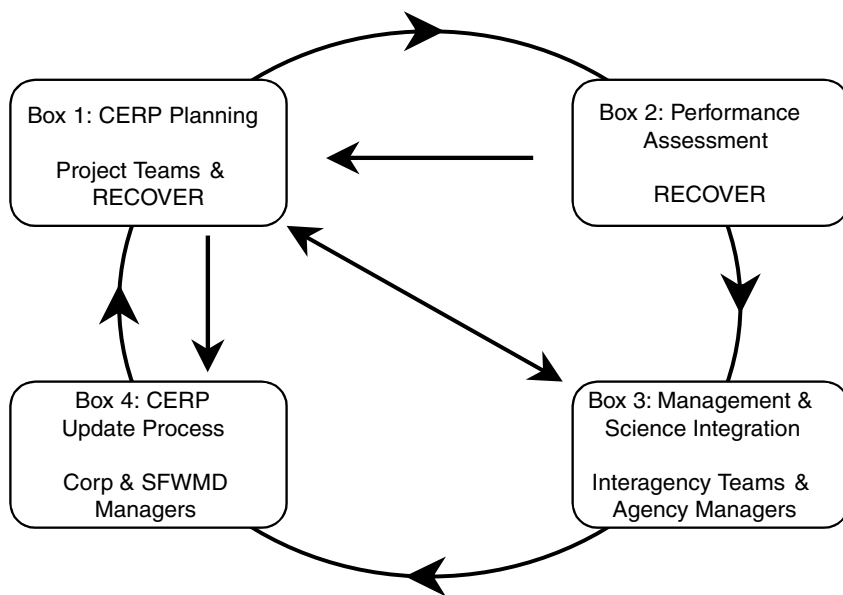 Box 1: CERP Planning
Project Teams &
RECOVER
Box 2: Performance
Assessment
RECOVER
Box 4: CERP
Update Process
Corp & SFWMD
Managers
Box 3: Management &
Science Integration
Interagency Teams &
Agency Managers